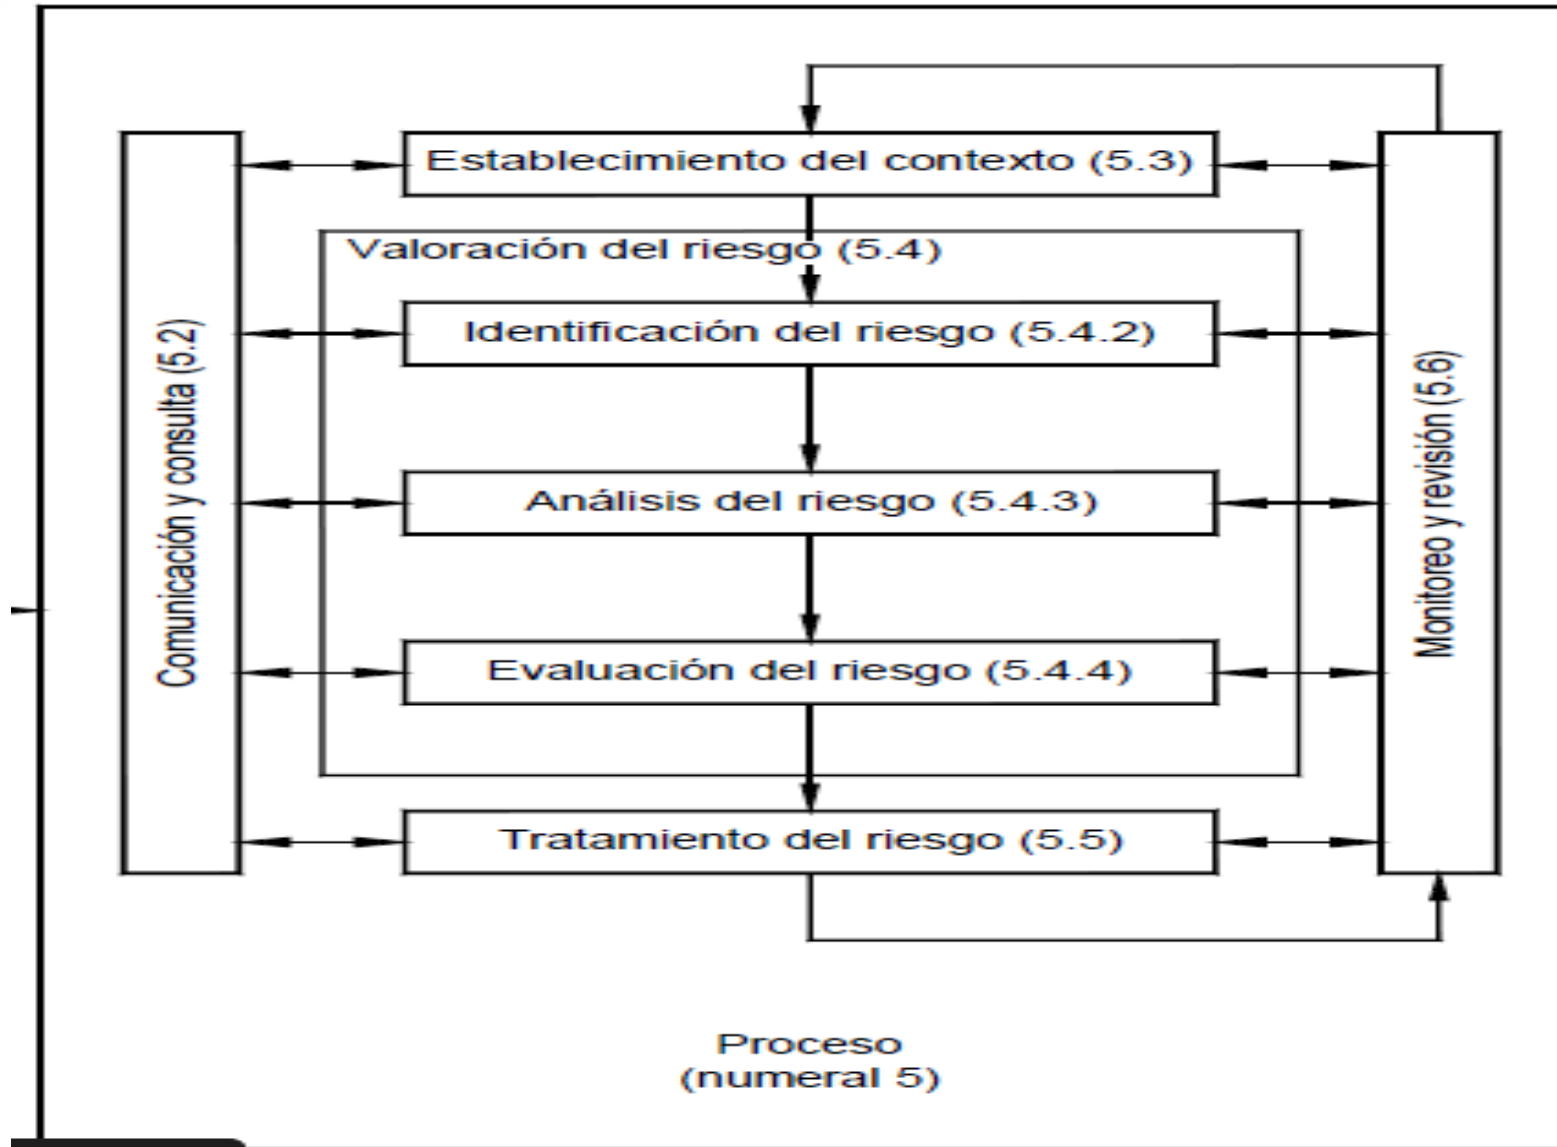 Establecimiento del contexto (5.3)
Valoración del riesgo (5.4)
Identificación del riesgo (5.4.2)
Análisis del riesgo (5.4.3)
Evaluación del riesgo (5.4.4)
Tratamiento del riesgo (5.5)
Comunicación y consulta (5.2)
Monitoreo y revisión (5.6)
Proceso
(numeral 5)